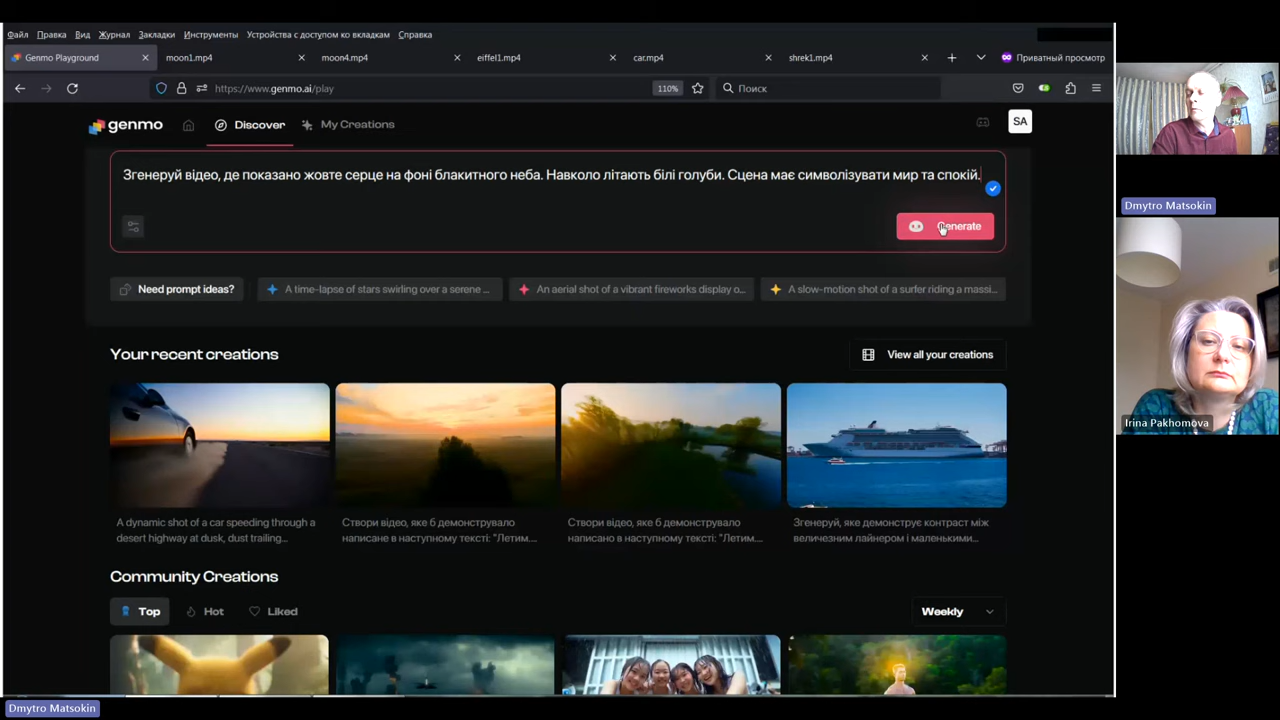 Файл Правка Вид Журнал Закладки Инструменты Устройства с доступом ко вкладкам Справка
Genmo Playground moon1.mp4 moon4.mp4 eiffel1.mp4 car.mp4 shrek1.mp4 Приватный просмотр
https://www.genmo.ai/play 110% Поиск
genmo Discover My Creations SA
Згенеруй відео, де показано жовте серце на фоні блакитного неба. Навколо літають білі голуби. Сцена має символізувати мир та спокій.
Generate
Need prompt ideas? A time-lapse of stars swirling over a serene ... An aerial shot of a vibrant fireworks display o... A slow-motion shot of a surfer riding a massi...
Your recent creations View all your creations
A dynamic shot of a car speeding through a
desert highway at dusk, dust trailing...
Створи відео, яке б демонструвало
написане в наступному тексті: "Летим....
Створи відео, яке б демонструвало
написано в наступному тексті: "Летим....
Згенеруй, яке демонструє контраст між
величезним лайнером і маленькими...
Community Creations
Top Hot Liked Weekly
Dmytro Matsokin
Irina Pakhomova
Dmytro Matsokin